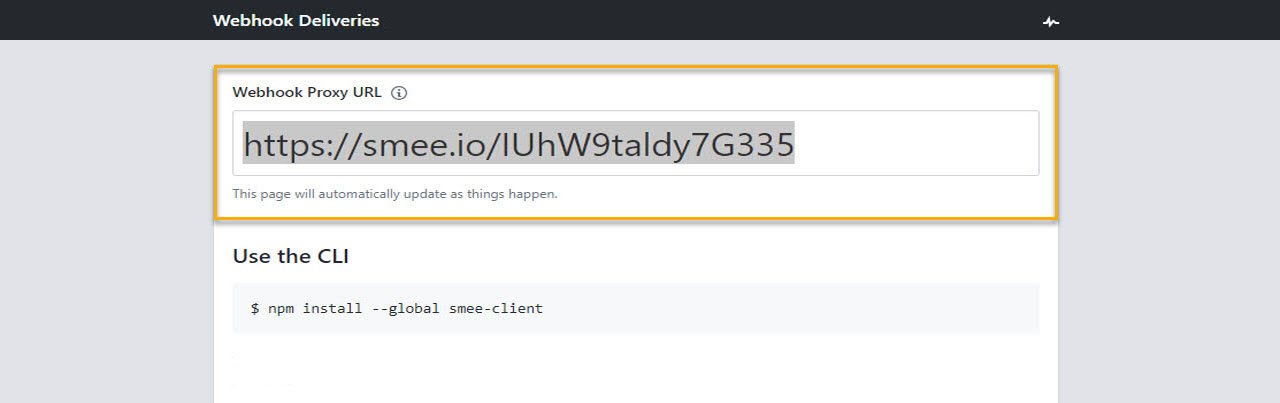 Webhook Deliveries
Webhook Proxy URL
https://smee.io/lUhW9taldy7G335
This page will automatically update as things happen.
Use the CLI
$ npm install --global smee-client